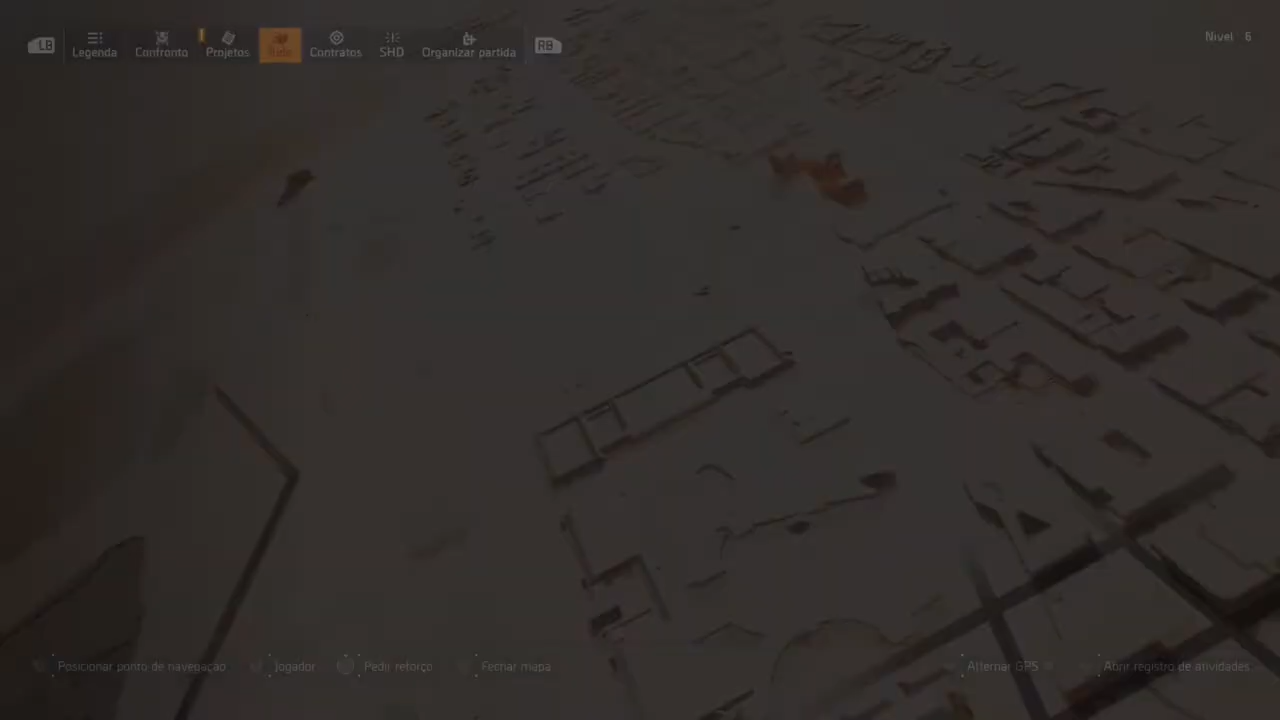 LB
Legenda
Confronto
Projetos
Contratos
SHD
Organizar partida
RB
Nível 6
Posicionar ponto de navegação
Jogador
Pedir reforço
Fechar mapa
Alternar GPS
Abrir registro de atividades